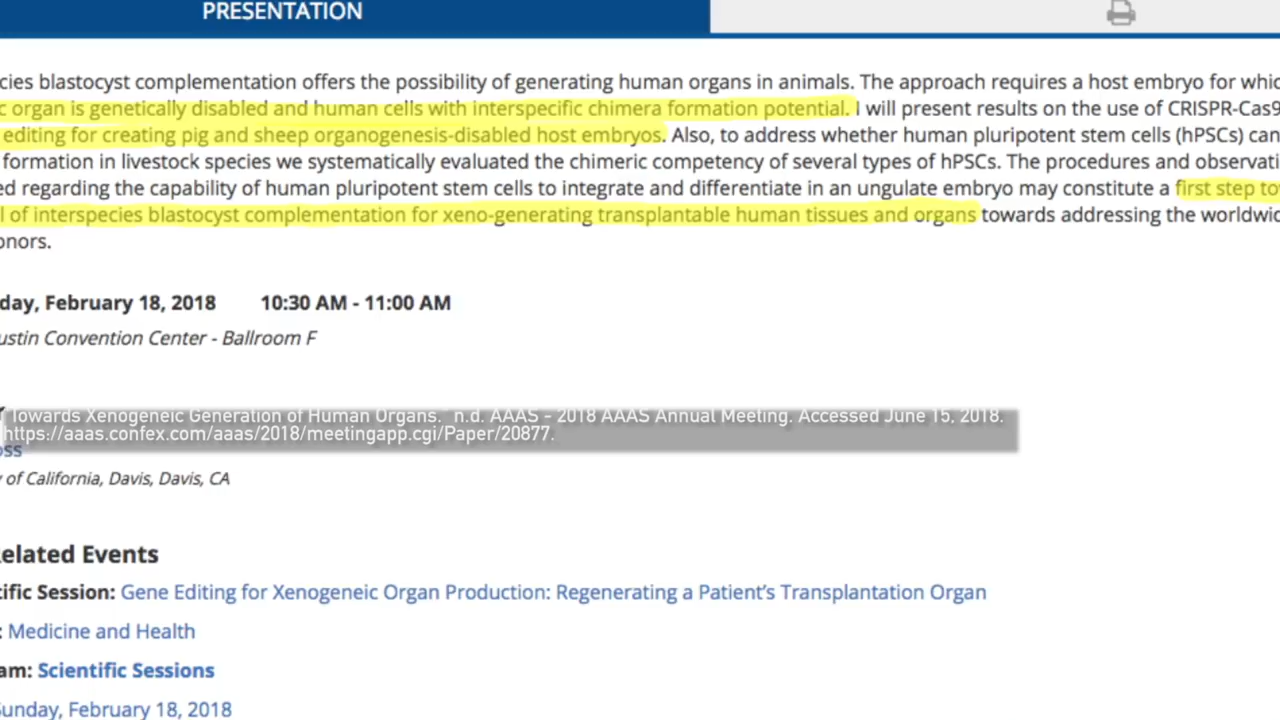 PRESENTATION
cies blastocyst complementation offers the possibility of generating human organs in animals. The approach requires a host embryo for whic
c organ is genetically disabled and human cells with interspecific chimera formation potential. I will present results on the use of CRISPR-Cas9
editing for creating pig and sheep organogenesis-disabled host embryos. Also, to address whether human pluripotent stem cells (hPSCs) can
formation in livestock species we systematically evaluated the chimeric competency of several types of hPSCs. The procedures and observati
ed regarding the capability of human pluripotent stem cells to integrate and differentiate in an ungulate embryo may constitute a first step to
l of interspecies blastocyst complementation for xeno-generating transplantable human tissues and organs towards addressing the worldwid
onors.
day, February 18, 2018 10:30 AM - 11:00 AM
ustin Convention Center - Ballroom F
Towards Xenogeneic Generation of Human Organs. n.d. AAAS - 2018 AAAS Annual Meeting. Accessed June 15, 2018.
https://aaas.confex.com/aaas/2018/meetingapp.cgi/Paper/20877.
oss
y of California, Davis, Davis, CA
elated Events
tific Session: Gene Editing for Xenogeneic Organ Production: Regenerating a Patient's Transplantation Organ
: Medicine and Health
am: Scientific Sessions
Sunday, February 18, 2018